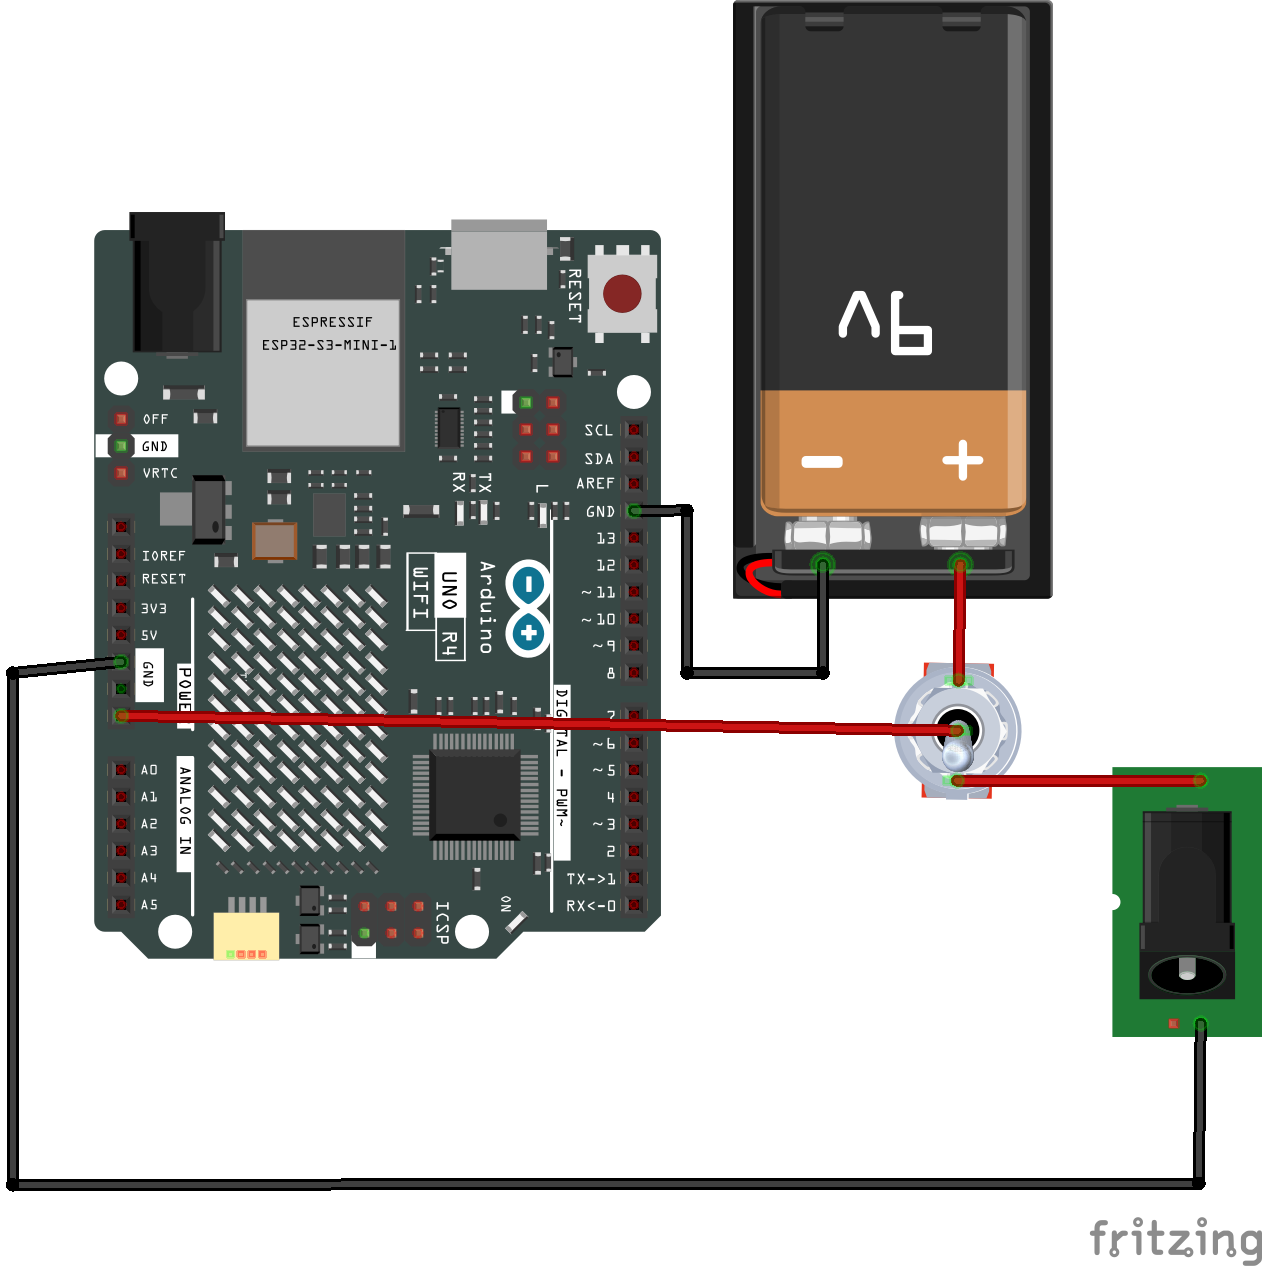 9V
ESPRESSIF
ESP32-S3-MINI-1
RESET
OFF
GND
VRTC
IOREF
RESET
3V3
5V
GND
POWER
A0
A1
A2
A3
A4
A5
ANALOG IN
RX
TX
L
WIFI
UNO
R4
Arduino
SCL
SDA
AREF
GND
13
12
~11
~10
~9
8
7
~6
~5
4
~3
2
TX->1
RX<-0
DIGITAL - PWM~
ON
ICSP
- +
fritzing